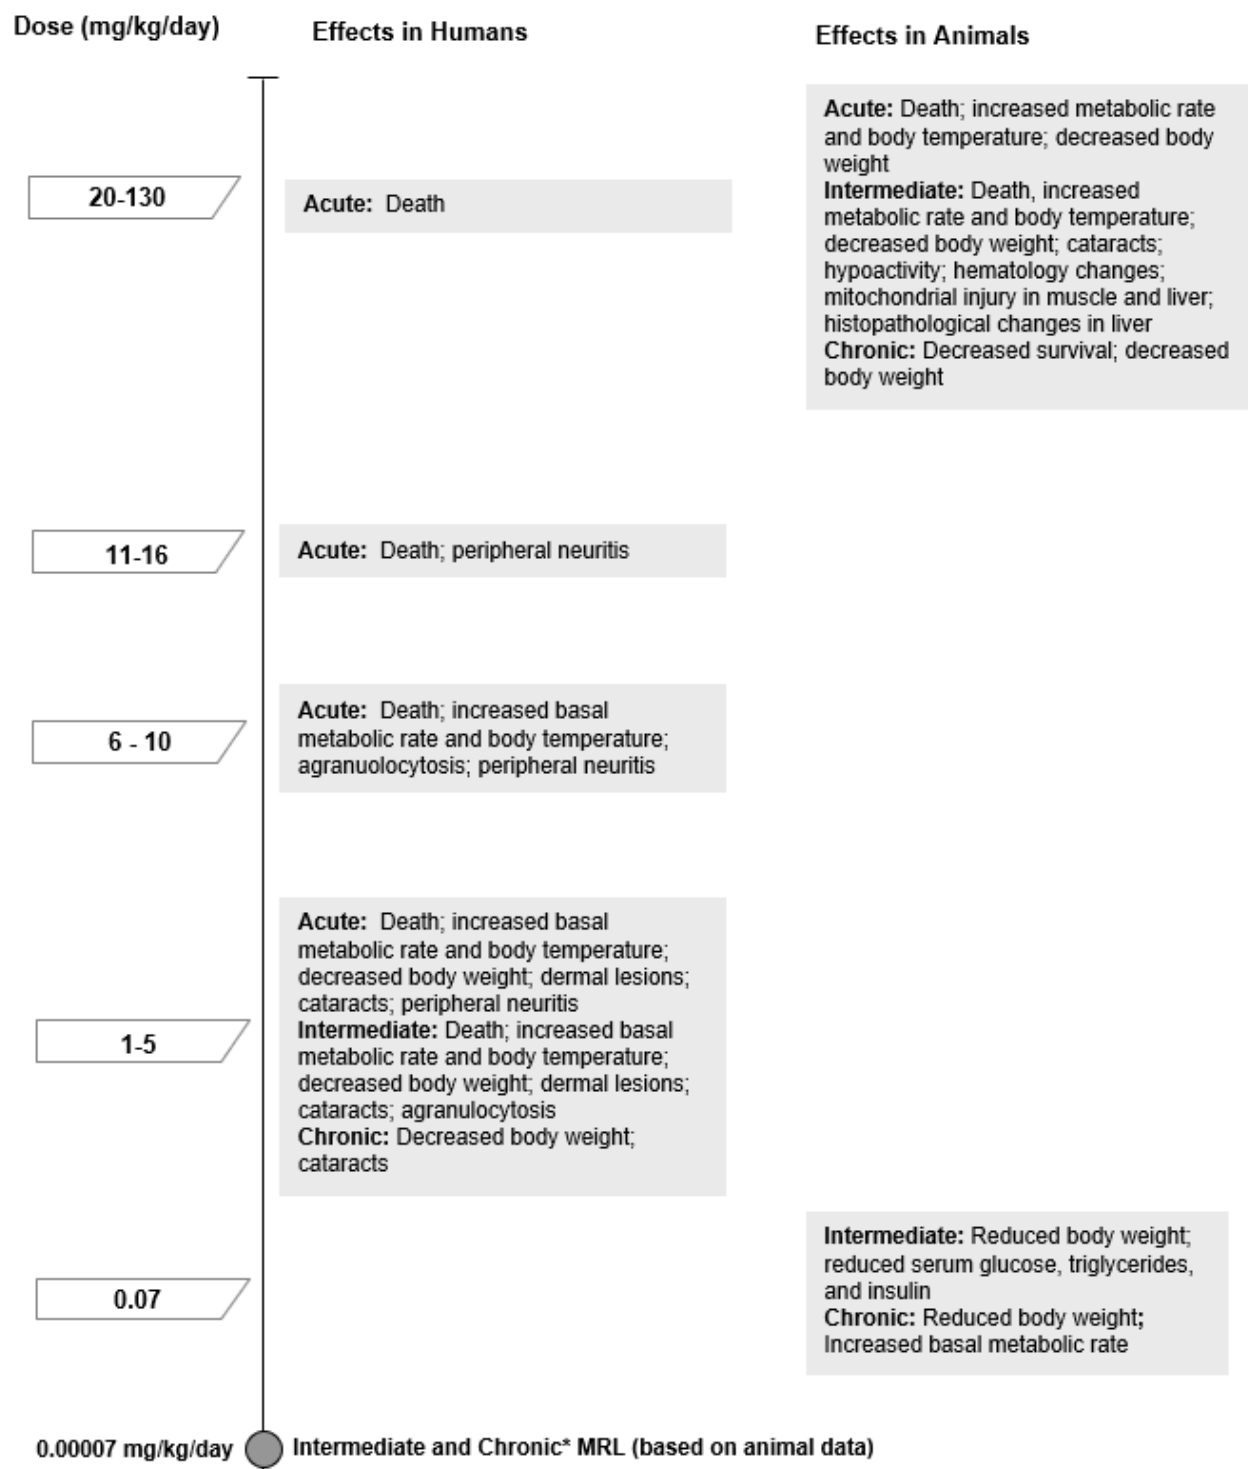 Dose (mg/kg/day)
Effects in Humans
Effects in Animals
20-130
Acute: Death
Acute: Death; increased metabolic rate
and body temperature; decreased body
weight
Intermediate: Death, increased
metabolic rate and body temperature;
decreased body weight; cataracts;
hypoactivity; hematology changes;
mitochondrial injury in muscle and liver;
histopathological changes in liver
Chronic: Decreased survival; decreased
body weight
11-16
Acute: Death; peripheral neuritis
6 - 10
Acute: Death; increased basal
metabolic rate and body temperature;
agranuolocytosis; peripheral neuritis
1-5
Acute: Death; increased basal
metabolic rate and body temperature;
decreased body weight; dermal lesions;
cataracts; peripheral neuritis
Intermediate: Death; increased basal
metabolic rate and body temperature;
decreased body weight; dermal lesions;
cataracts; agranulocytosis
Chronic: Decreased body weight;
cataracts
0.07
Intermediate: Reduced body weight;
reduced serum glucose, triglycerides,
and insulin
Chronic: Reduced body weight;
Increased basal metabolic rate
0.00007 mg/kg/day
Intermediate and Chronic* MRL (based on animal data)